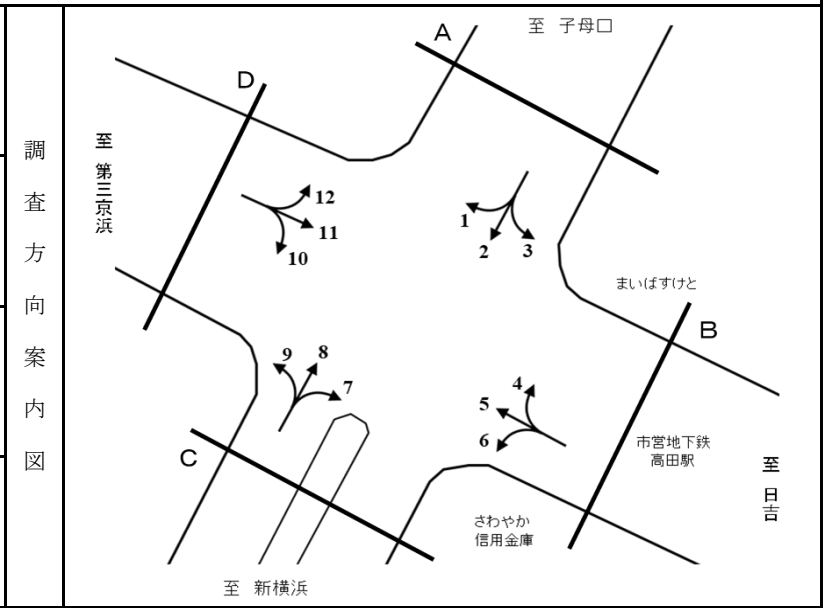 調査方向案内図
至 子母口
A
D
至 第三京浜
12
11
10
1
2
3
まいばすけと
B
9
8
7
4
5
6
市営地下鉄
高田駅
至 日吉
C
さわやか
信用金庫
至 新横浜